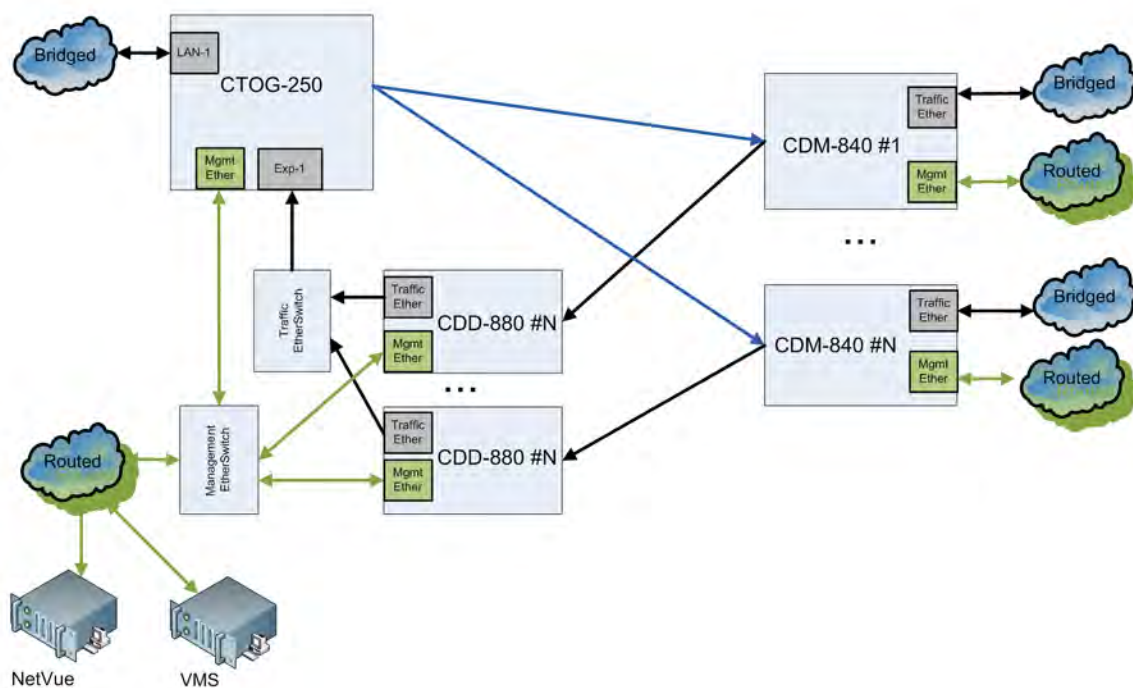 Bridged
LAN-1
CTOG-250
Mgmt
Ether
Exp-1
Traffic
Ether
CDM-840 #1
Mgmt
Ether
Bridged
Routed
...
Traffic
EtherSwitch
Traffic
Ether
CDD-880 #N
Mgmt
Ether
...
Traffic
Ether
CDD-880 #N
Mgmt
Ether
Traffic
Ether
CDM-840 #N
Mgmt
Ether
Bridged
Routed
Management
EtherSwitch
Routed
NetVue
VMS